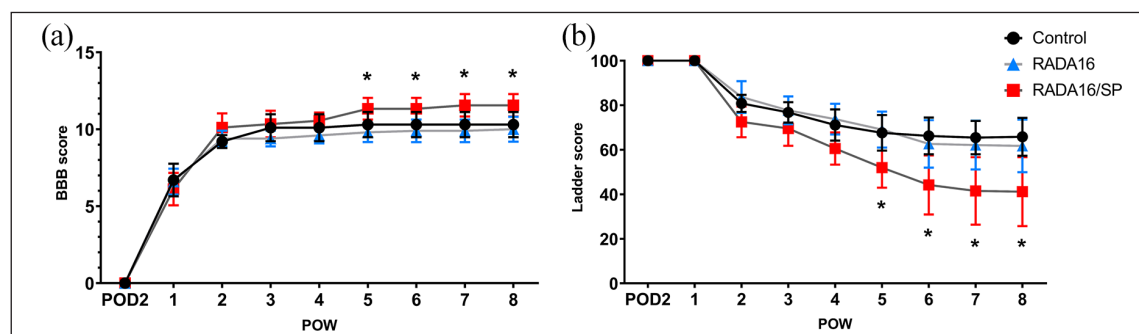 (a)
BBB score
15
10
5
0
POD2 1 2 3 4 5 6 7 8
POW
* * * *
(b)
Ladder score
100
80
60
40
20
0
POD2 1 2 3 4 5 6 7 8
POW
* * * *
Control
RADA16
RADA16/SP